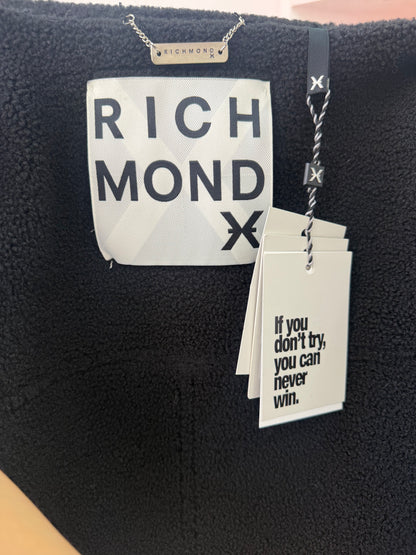 RICHMOND
X
X
RICH
MOND
X
X
If you
don't try,
you can
never
win.